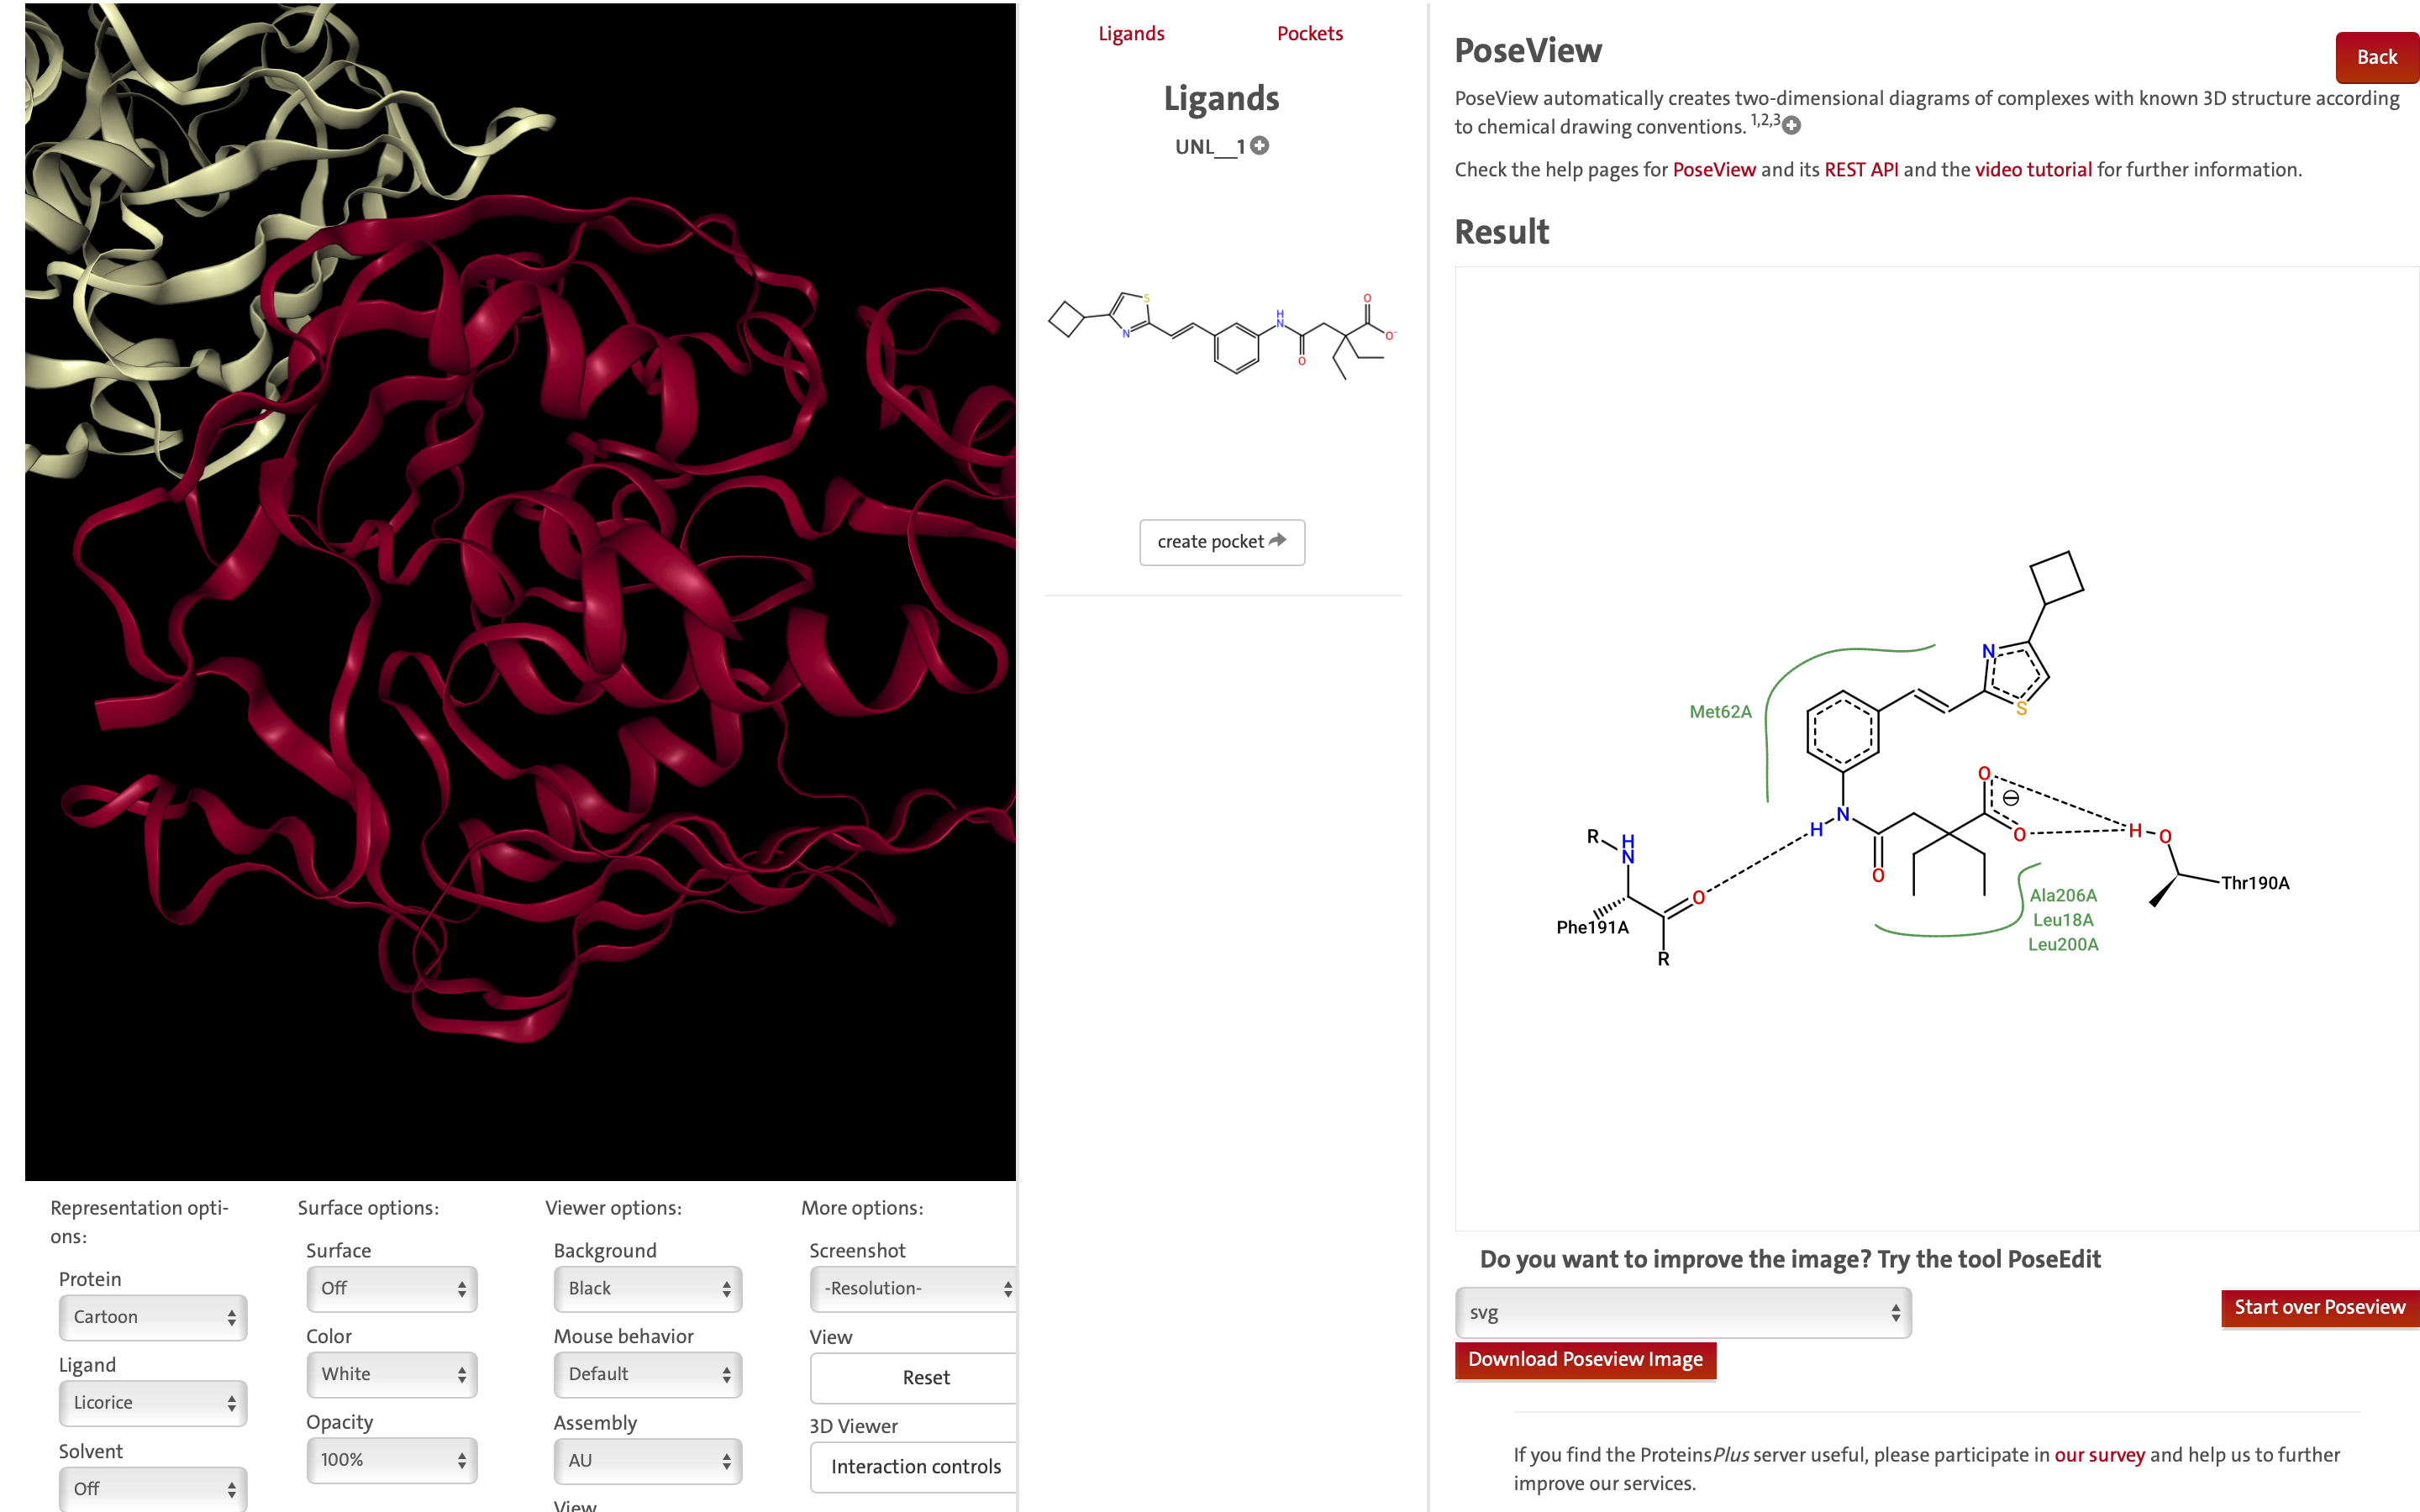 Ligands
Pockets
Ligands
UNL__1
S
N
H
N
O
O
O-
create pocket
PoseView
Back
PoseView automatically creates two-dimensional diagrams of complexes with known 3D structure according
to chemical drawing conventions. 1,2,3
Check the help pages for PoseView and its REST API and the video tutorial for further information.
Result
N
S
Met62A
O
O
H
O
N
H
O
Thr190A
R
H
N
O
Phe191A
R
Ala206A
Leu18A
Leu200A
Representation opti-
ons:
Protein
Cartoon
Ligand
Licorice
Solvent
Off
Surface options:
Surface
Off
Color
White
Opacity
100%
Viewer options:
Background
Black
Mouse behavior
Default
Assembly
AU
View
More options:
Screenshot
-Resolution-
View
Reset
3D Viewer
Interaction controls
Do you want to improve the image? Try the tool PoseEdit
svg
Start over Poseview
Download Poseview Image
If you find the ProteinsPlus server useful, please participate in our survey and help us to further
improve our services.